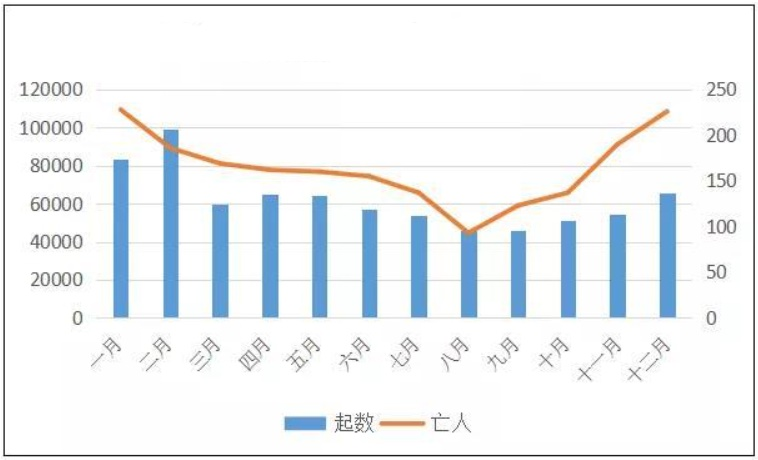 120000
100000
80000
60000
40000
20000
0
250
200
150
100
50
0
一月
二月
三月
四月
五月
六月
七月
八月
九月
十月
十一月
十二月
起数 亡人